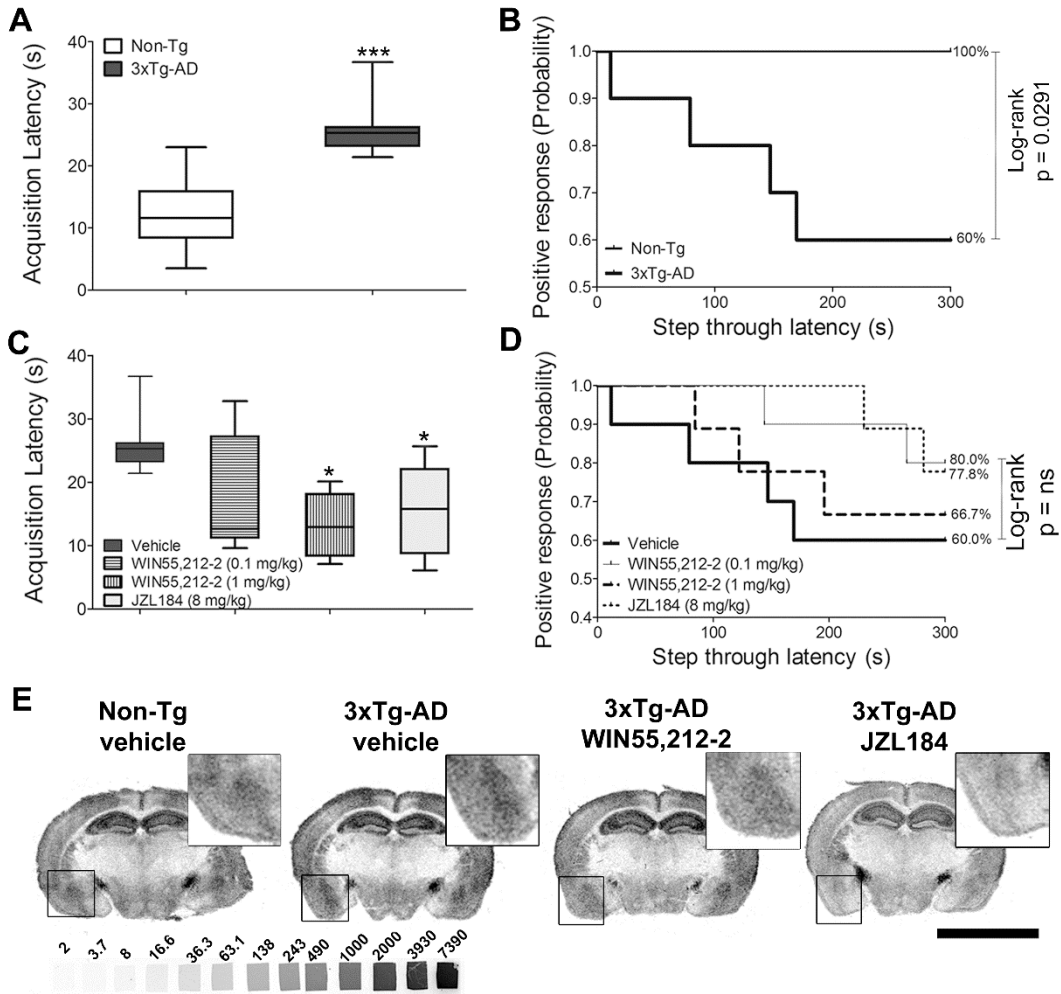 A
Acquisition Latency (s)
40
30
20
10
0
Non-Tg
3xTg-AD
***
B
Positive response (Probability)
1.0
0.9
0.8
0.7
0.6
0.5
Non-Tg
3xTg-AD
100%
60%
Log-rank
p = 0.0291
0
100
200
300
Step through latency (s)
C
Acquisition Latency (s)
40
30
20
10
0
*
*
Vehicle
WIN55,212-2 (0.1 mg/kg)
WIN55,212-2 (1 mg/kg)
JZL184 (8 mg/kg)
D
Positive response (Probability)
1.0
0.9
0.8
0.7
0.6
0.5
0.4
Vehicle
WIN55,212-2 (0.1 mg/kg)
WIN55,212-2 (1 mg/kg)
JZL184 (8 mg/kg)
80.0%
77.8%
66.7%
60.0%
Log-rank
p = ns
0
100
200
300
Step through latency (s)
E
Non-Tg
vehicle
3xTg-AD
vehicle
3xTg-AD
WIN55,212-2
3xTg-AD
JZL184
2 3.7 8 16.6 36.3 63.1 138 243 490 1000 2000 3930 7390